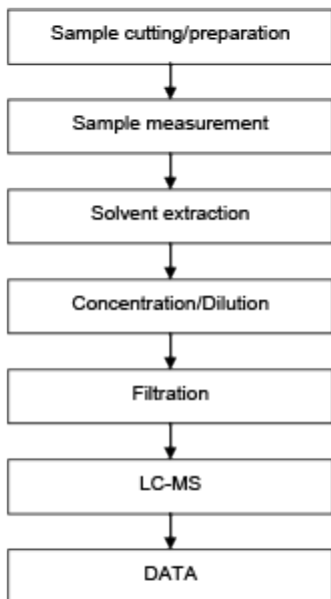 Sample cutting/preparation
Sample measurement
Solvent extraction
Concentration/Dilution
Filtration
LC-MS
DATA